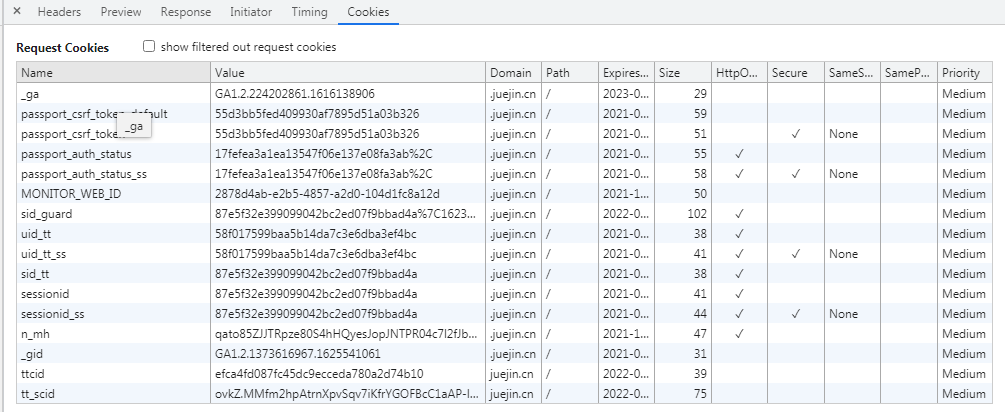 × Headers Preview Response Initiator Timing Cookies
Request Cookies show filtered out request cookies
Name Value Domain Path Expires... Size HttpO... Secure SameS... SameP... Priority
_ga GA1.2.224202861.1616138906 .juejin.cn / 2023-0... 29 Medium
passport_csrf_token_default 55d3bb5fed409930af7895d51a03b326 .juejin.cn / 2021-0... 59 Medium
passport_csrf_token 55d3bb5fed409930af7895d51a03b326 .juejin.cn / 2021-0... 51 ✓ None Medium
_ga
passport_auth_status 17fefea3a1ea13547f06e137e08fa3ab%2C .juejin.cn / 2021-0... 55 ✓ Medium
passport_auth_status_ss 17fefea3a1ea13547f06e137e08fa3ab%2C .juejin.cn / 2021-0... 58 ✓ ✓ None Medium
MONITOR_WEB_ID 2878d4ab-e2b5-4857-a2d0-104d1fc8a12d .juejin.cn / 2021-1... 50 Medium
sid_guard 87e5f32e399099042bc2ed07f9bbad4a%7C1623... .juejin.cn / 2022-0... 102 ✓ Medium
uid_tt 58f017599baa5b14da7c3e6dba3ef4bc .juejin.cn / 2021-0... 38 ✓ Medium
uid_tt_ss 58f017599baa5b14da7c3e6dba3ef4bc .juejin.cn / 2021-0... 41 ✓ ✓ None Medium
sid_tt 87e5f32e399099042bc2ed07f9bbad4a .juejin.cn / 2021-0... 38 ✓ Medium
sessionid 87e5f32e399099042bc2ed07f9bbad4a .juejin.cn / 2021-0... 41 ✓ Medium
sessionid_ss 87e5f32e399099042bc2ed07f9bbad4a .juejin.cn / 2021-0... 44 ✓ ✓ None Medium
n_mh qato85ZJJTRpze80S4hHQyesJopJNTPR04c7I2fJb... .juejin.cn / 2021-1... 47 ✓ Medium
_gid GA1.2.1373616967.1625541061 .juejin.cn / 2021-0... 31 Medium
ttcid efca4fd087fc45dc9ecceda780a2d74b10 juejin.cn / 2022-0... 39 Medium
tt_scid ovkZ.MMfm2hpAtrnXpvSqv7iKfrYGOFBcC1aAP-l... juejin.cn / 2022-0... 75 Medium